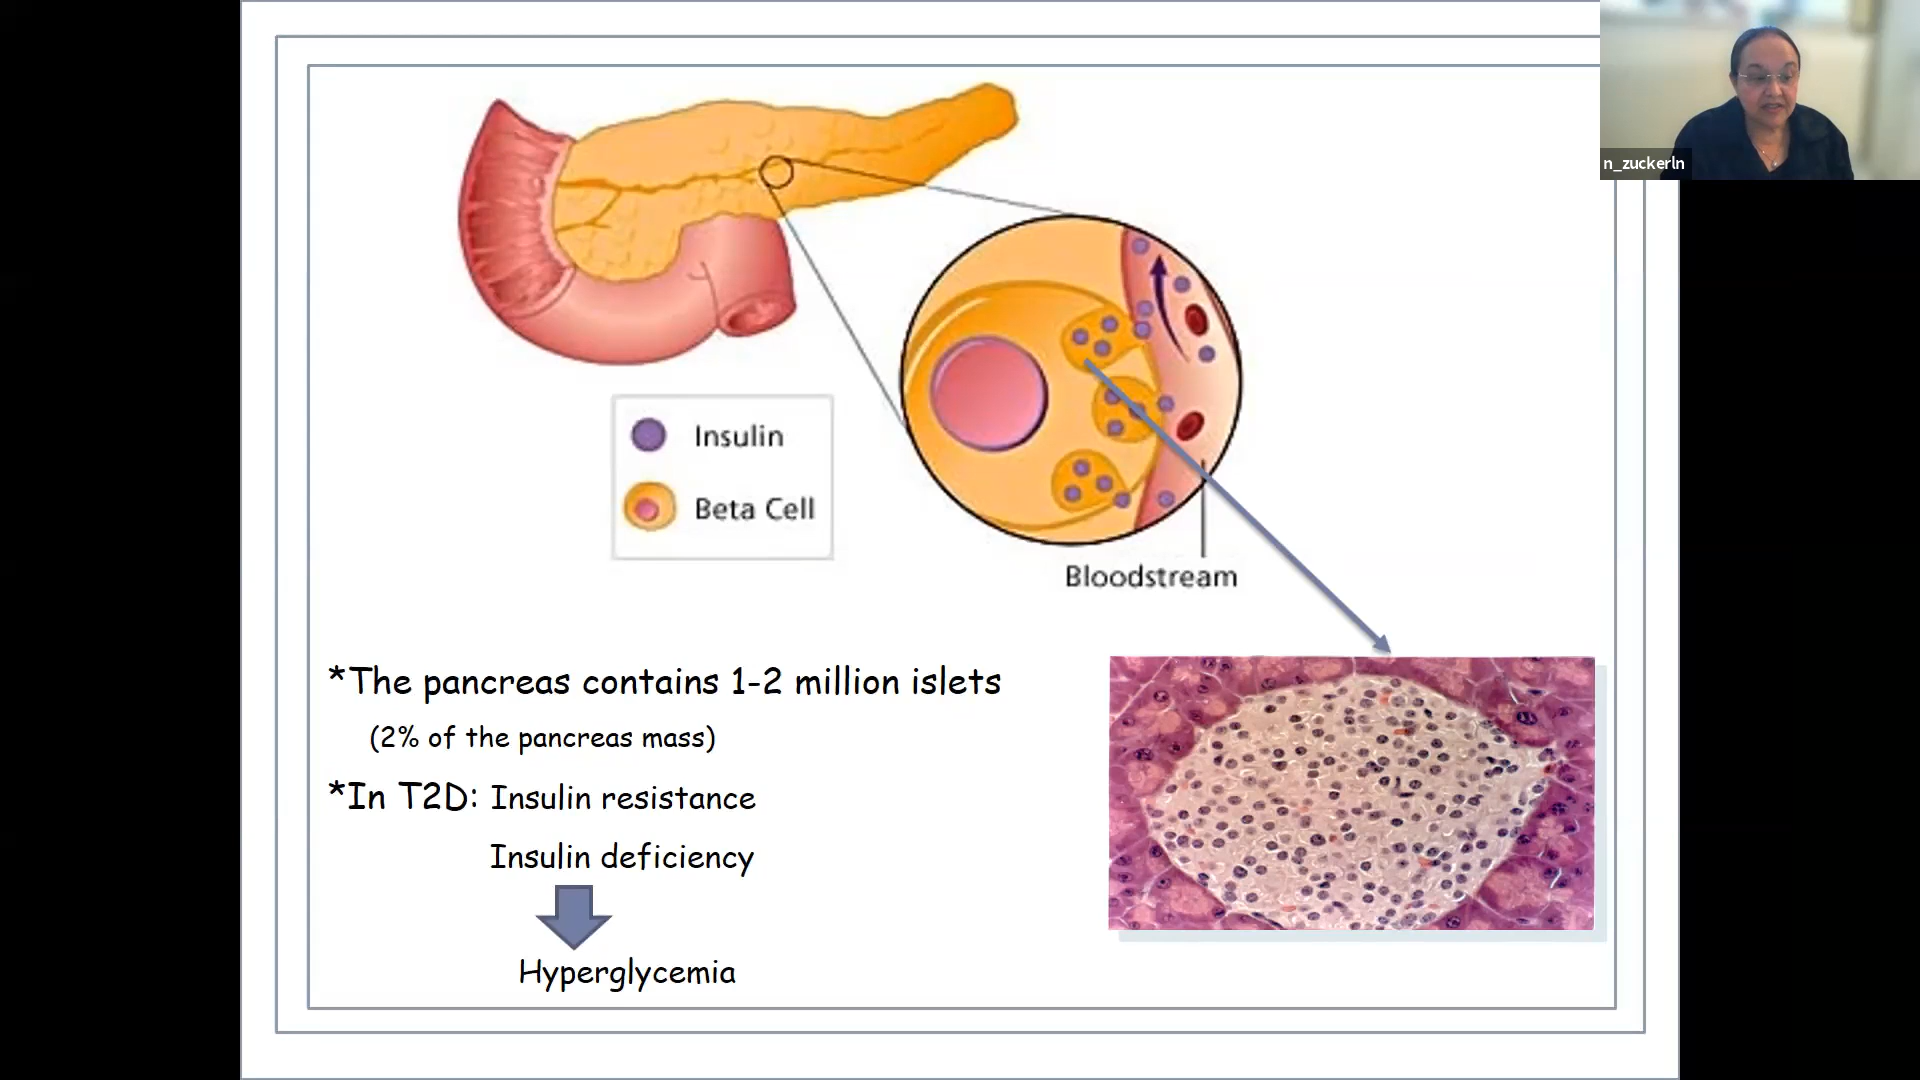 n_zuckerln
Insulin
Beta Cell
Bloodstream
*The pancreas contains 1-2 million islets
(2% of the pancreas mass)
*In T2D: Insulin resistance
Insulin deficiency
Hyperglycemia